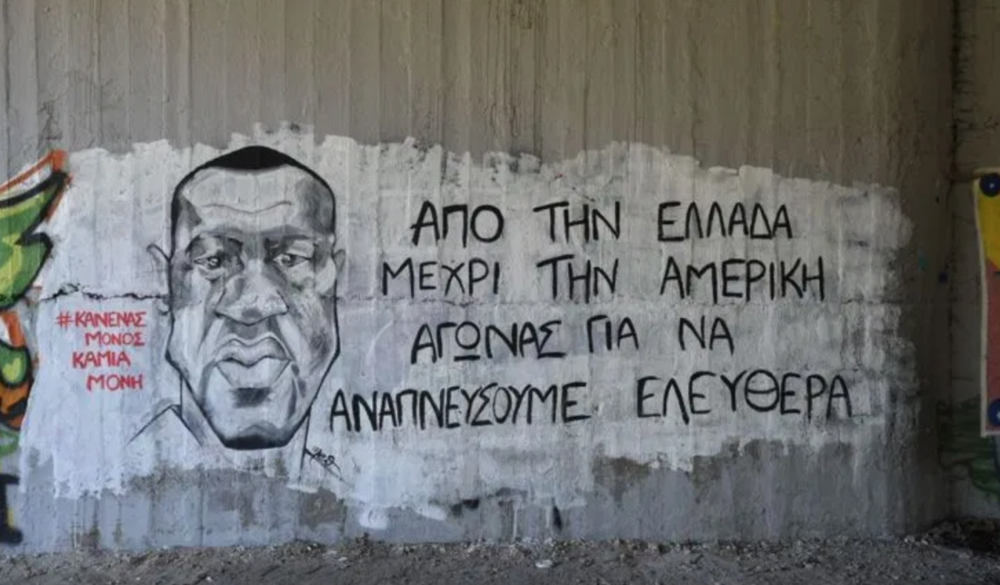 #ΚΑΝΕΝΑΣ
ΜΟΝΟΣ
ΚΑΜΙΑ
ΜΟΝΗ
ΑΠΟ ΤΗΝ ΕΛΛΑΔΑ
ΜΕΧΡΙ ΤΗΝ ΑΜΕΡΙΚΗ
ΑΓΩΝΑΣ ΓΙΑ ΝΑ
ΑΝΑΠΝΕΥΣΟΥΜΕ ΕΛΕΥΘΕΡΑ